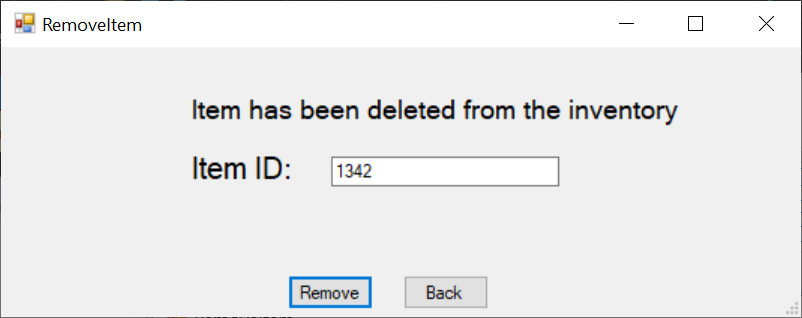 RemoveItem
Item has been deleted from the inventory
Item ID: 1342
Remove Back